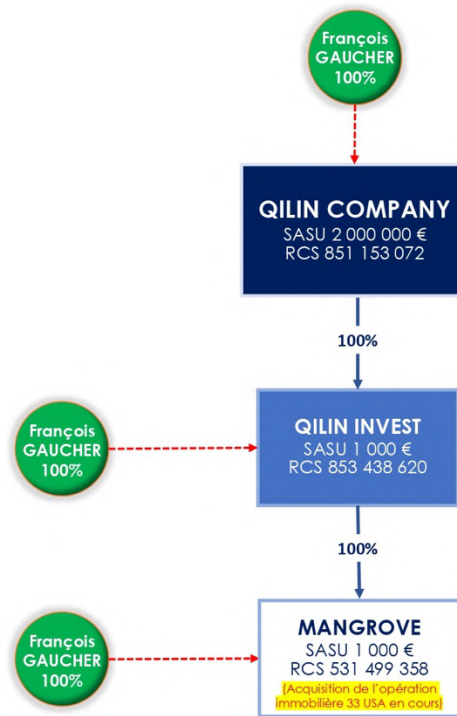 François
GAUCHER
100%
QILIN COMPANY
SASU 2 000 000 €
RCS 851 153 072
100%
François
GAUCHER
100%
QILIN INVEST
SASU 1 000 €
RCS 853 438 620
100%
François
GAUCHER
100%
MANGROVE
SASU 1 000 €
RCS 531 499 358
(Acquisition de l'opération
immobilière 33 USA en cours)